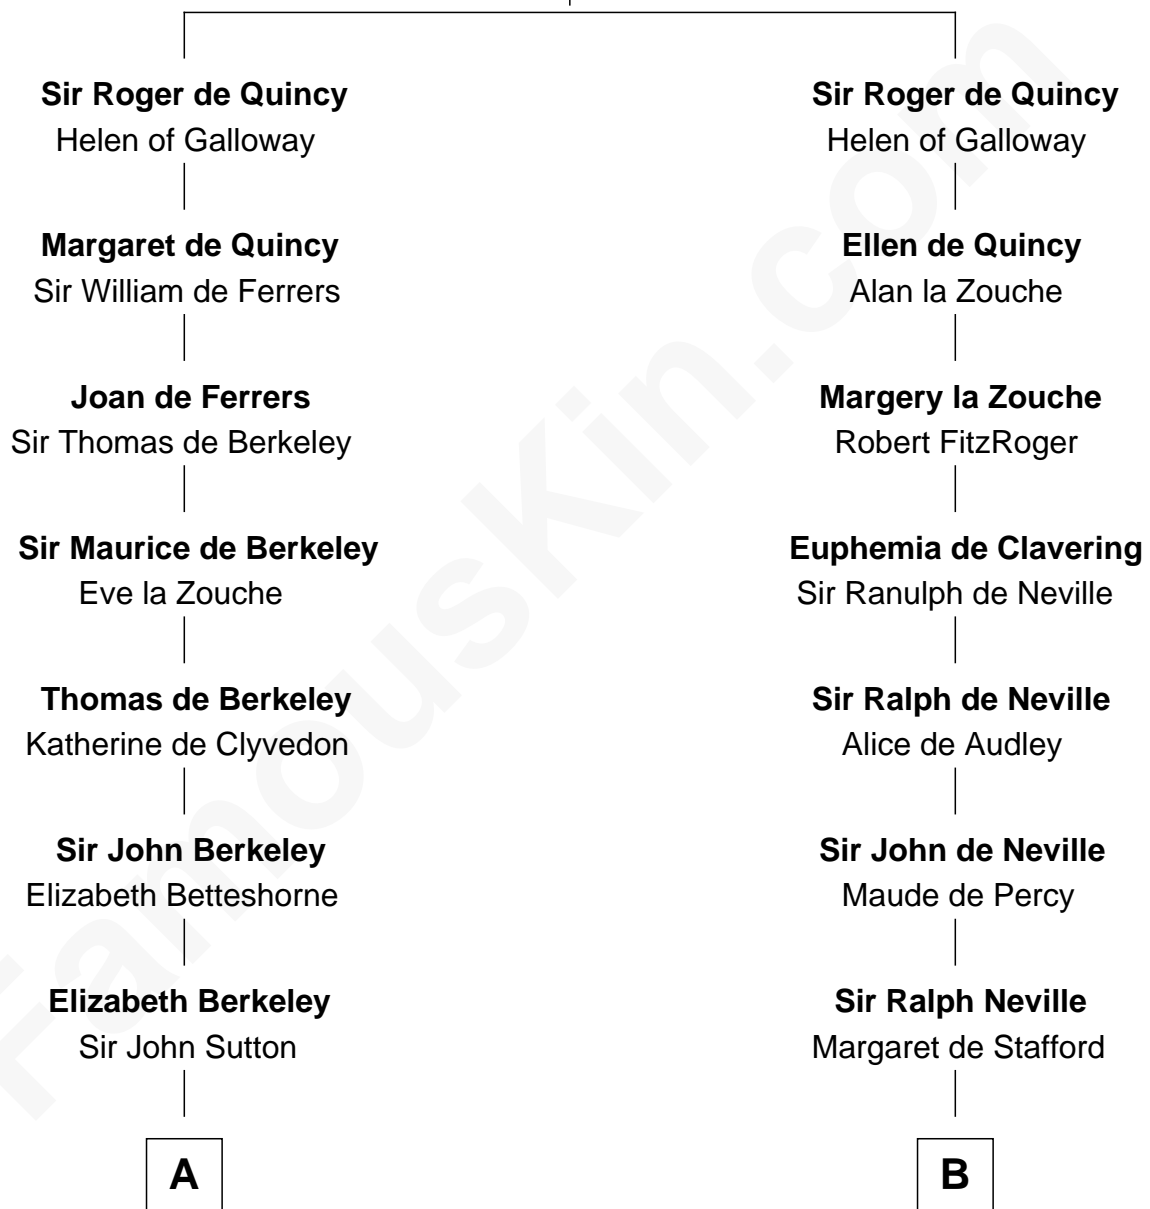 Sir Roger de Quincy
Helen of Galloway
Margaret de Quincy
Sir William de Ferrers
Joan de Ferrers
Sir Thomas de Berkeley
Sir Maurice de Berkeley
Eve la Zouche
Thomas de Berkeley
Katherine de Clyvedon
Sir John Berkeley
Elizabeth Betteshorne
Elizabeth Berkeley
Sir John Sutton
A
Sir Roger de Quincy
Helen of Galloway
Ellen de Quincy
Alan la Zouche
Margery la Zouche
Robert FitzRoger
Euphemia de Clavering
Sir Ranulph de Neville
Sir Ralph de Neville
Alice de Audley
Sir John de Neville
Maude de Percy
Sir Ralph Neville
Margaret de Stafford
B
FamousKin.com